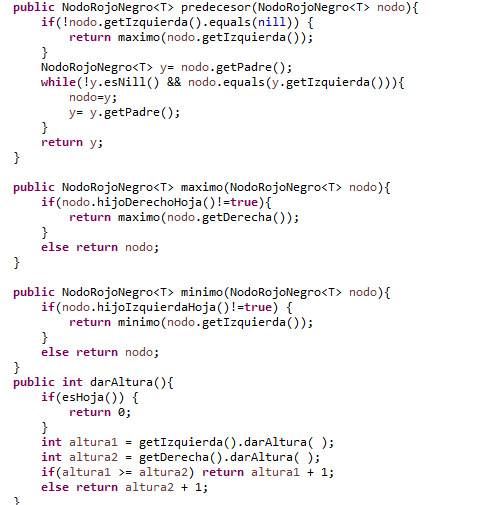 public NodoRojoNegro<T> predecesor(NodoRojoNegro<T> nodo){
    if(!nodo.getIzquierda().equals(nill)) {
        return maximo(nodo.getIzquierda());
    }
    NodoRojoNegro<T> y= nodo.getPadre();
    while(!y.esNill() && nodo.equals(y.getIzquierda())){
        nodo=y;
        y= y.getPadre();
    }
    return y;
}

public NodoRojoNegro<T> maximo(NodoRojoNegro<T> nodo){
    if(nodo.hijoDerechoHoja()!=true){
        return maximo(nodo.getDerecha());
    }
    else return nodo;
}

public NodoRojoNegro<T> minimo(NodoRojoNegro<T> nodo){
    if(nodo.hijoIzquierdaHoja()!=true) {
        return minimo(nodo.getIzquierda());
    }
    else return nodo;
}
public int darAltura(){
    if(esHoja()) {
        return 0;
    }
    int altura1 = getIzquierda().darAltura( );
    int altura2 = getDerecha().darAltura( );
    if(altura1 >= altura2) return altura1 + 1;
    else return altura2 + 1;
}